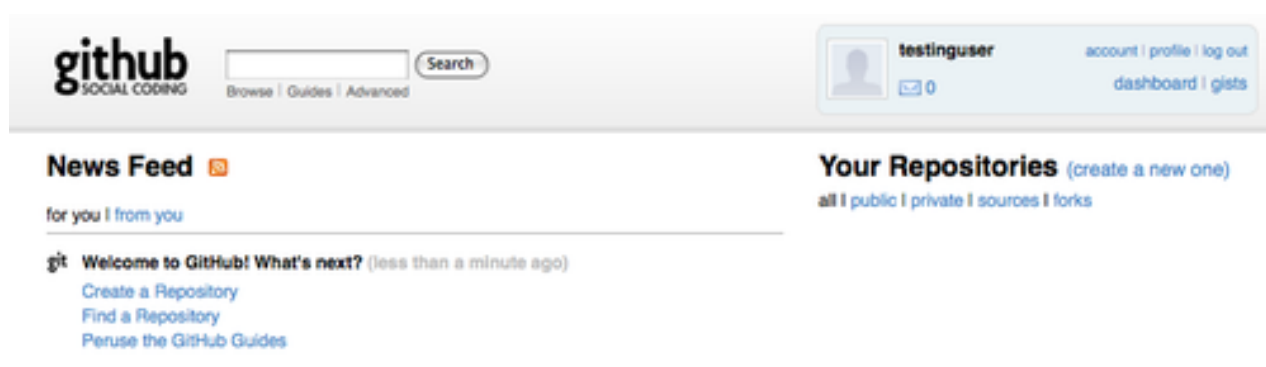 github
SOCIAL CODING
Search
Browse | Guides | Advanced
testinguser
account | profile | log out
0
dashboard | gists
News Feed
for you | from you
git Welcome to GitHub! What's next? (less than a minute ago)
Create a Repository
Find a Repository
Peruse the GitHub Guides
Your Repositories (create a new one)
all | public | private | sources | forks